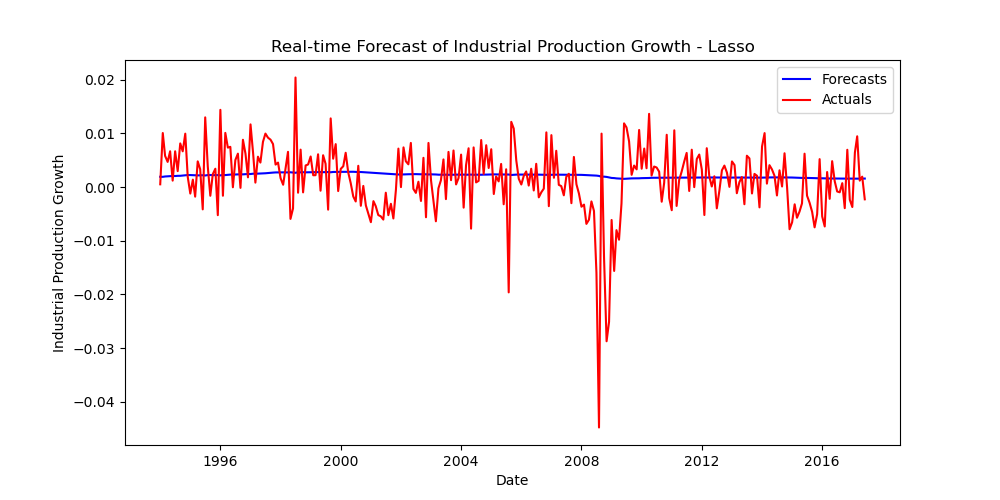 Real-time Forecast of Industrial Production Growth - Lasso
Forecasts
Actuals
Industrial Production Growth
0.02
0.01
0.00
−0.01
−0.02
−0.03
−0.04
1996 2000 2004 2008 2012 2016
Date